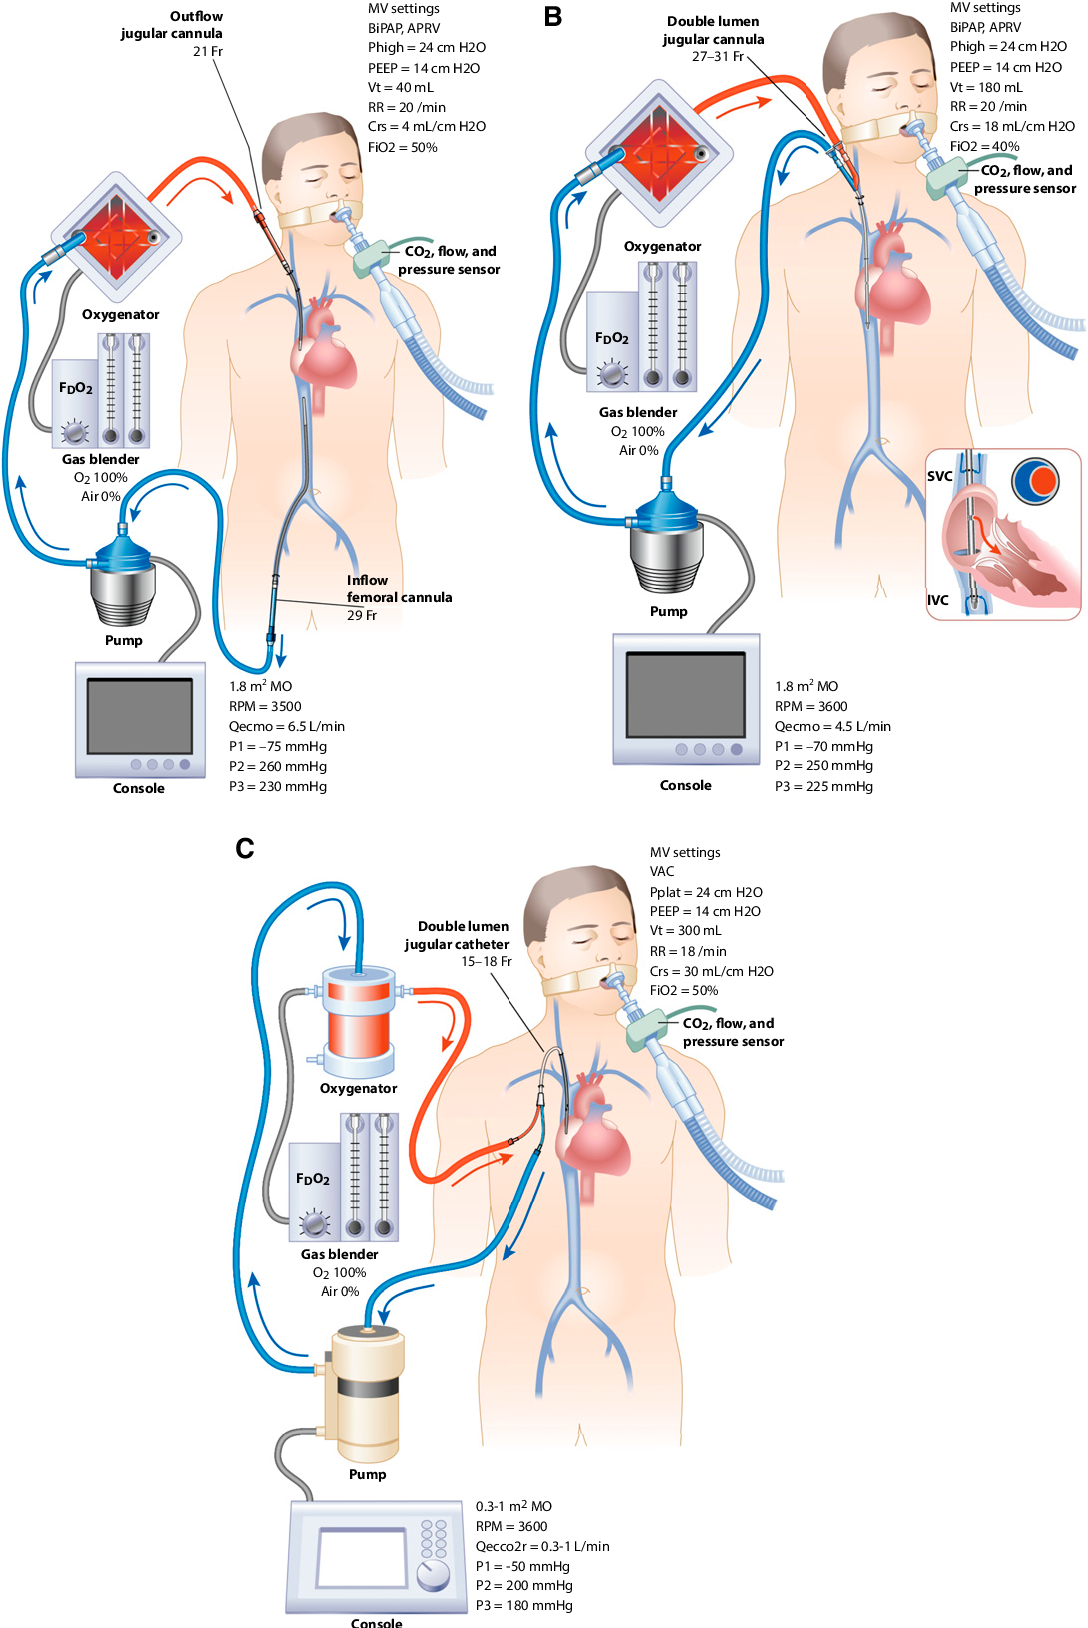 Outflow
jugular cannula
21 Fr
MV settings
BiPAP, APRV
Phigh = 24 cm H2O
PEEP = 14 cm H2O
Vt = 40 mL
RR = 20 /min
Crs = 4 mL/cm H2O
FiO2 = 50%
CO2, flow, and
pressure sensor
Oxygenator
FDO2
Gas blender
O2 100%
Air 0%
Pump
Inflow
femoral cannula
29 Fr
Console
1.8 m2 MO
RPM = 3500
Qecmo = 6.5 L/min
P1 = –75 mmHg
P2 = 260 mmHg
P3 = 230 mmHg
B
Double lumen
jugular cannula
27–31 Fr
MV settings
BiPAP, APRV
Phigh = 24 cm H2O
PEEP = 14 cm H2O
Vt = 180 mL
RR = 20 /min
Crs = 18 mL/cm H2O
FiO2 = 40%
CO2, flow, and
pressure sensor
Oxygenator
FDO2
Gas blender
O2 100%
Air 0%
SVC
IVC
Pump
Console
1.8 m2 MO
RPM = 3600
Qecmo = 4.5 L/min
P1 = –70 mmHg
P2 = 250 mmHg
P3 = 225 mmHg
C
MV settings
VAC
Pplat = 24 cm H2O
PEEP = 14 cm H2O
Vt = 300 mL
RR = 18 /min
Crs = 30 mL/cm H2O
FiO2 = 50%
Double lumen
jugular catheter
15–18 Fr
CO2, flow, and
pressure sensor
Oxygenator
FDO2
Gas blender
O2 100%
Air 0%
Pump
Console
0.3-1 m2 MO
RPM = 3600
Qecco2r = 0.3-1 L/min
P1 = -50 mmHg
P2 = 200 mmHg
P3 = 180 mmHg